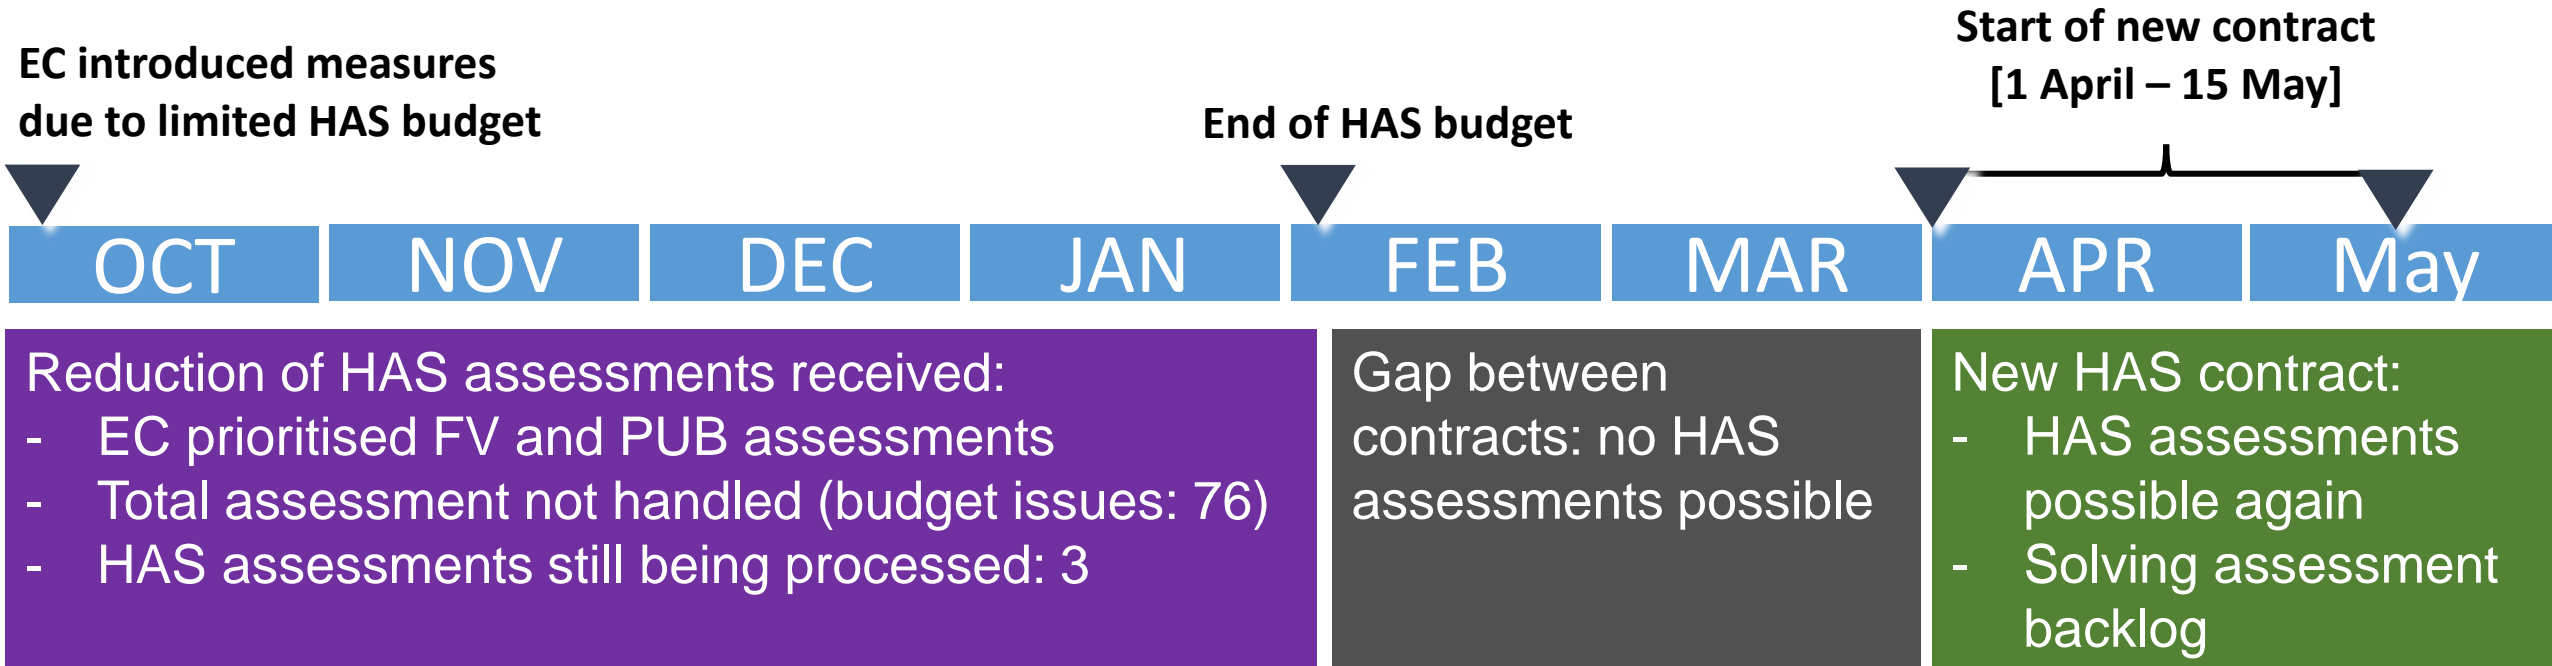 EC introduced measures
due to limited HAS budget
End of HAS budget
Start of new contract
[1 April – 15 May]
OCT
NOV
DEC
JAN
FEB
MAR
APR
May
Reduction of HAS assessments received:
- EC prioritised FV and PUB assessments
- Total assessment not handled (budget issues: 76)
- HAS assessments still being processed: 3
Gap between
contracts: no HAS
assessments possible
New HAS contract:
- HAS assessments
possible again
- Solving assessment
backlog